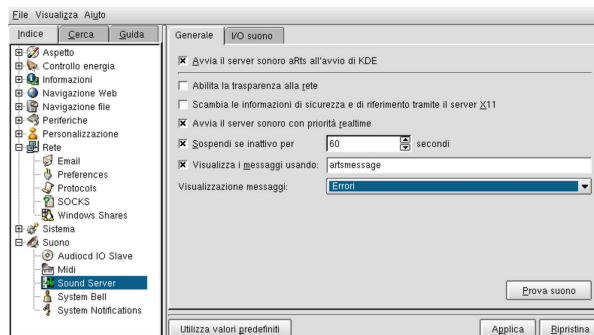 File Visualizza Aiuto
Indice Cerca Guida
Aspetto
Controllo energia
Informazioni
Navigazione Web
Navigazione file
Periferiche
Personalizzazione
Rete
Email
Preferences
Protocols
SOCKS
Windows Shares
Sistema
Suono
Audiocd IO Slave
Midi
Sound Server
System Bell
System Notifications
Generale I/O suono
Avvia il server sonoro aRts all'avvio di KDE
Abilita la trasparenza alla rete
Scambia le informazioni di sicurezza e di riferimento tramite il server X11
Avvia il server sonoro con priorità realtime
Sospendi se inattivo per 60 secondi
Visualizza i messaggi usando: artsmessage
Visualizzazione messaggi: Errori
Prova suono
Utilizza valori predefiniti Applica Ripristina